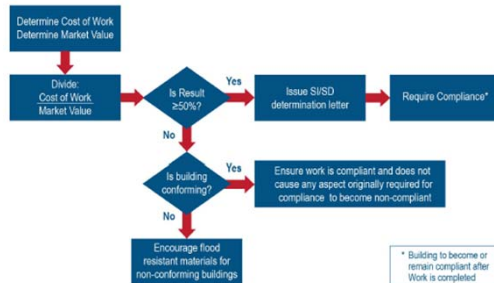 Determine Cost of Work
Determine Market Value
Divide:
Cost of Work
Market Value
Is Result
≥50%?
Yes
Issue SI/SD
determination letter
Require Compliance*
No
Is building
conforming?
Yes
Ensure work is compliant and does not
cause any aspect originally required for
compliance to become non-compliant
No
Encourage flood
resistant materials for
non-conforming buildings
* Building to become or
remain compliant after
Work is completed